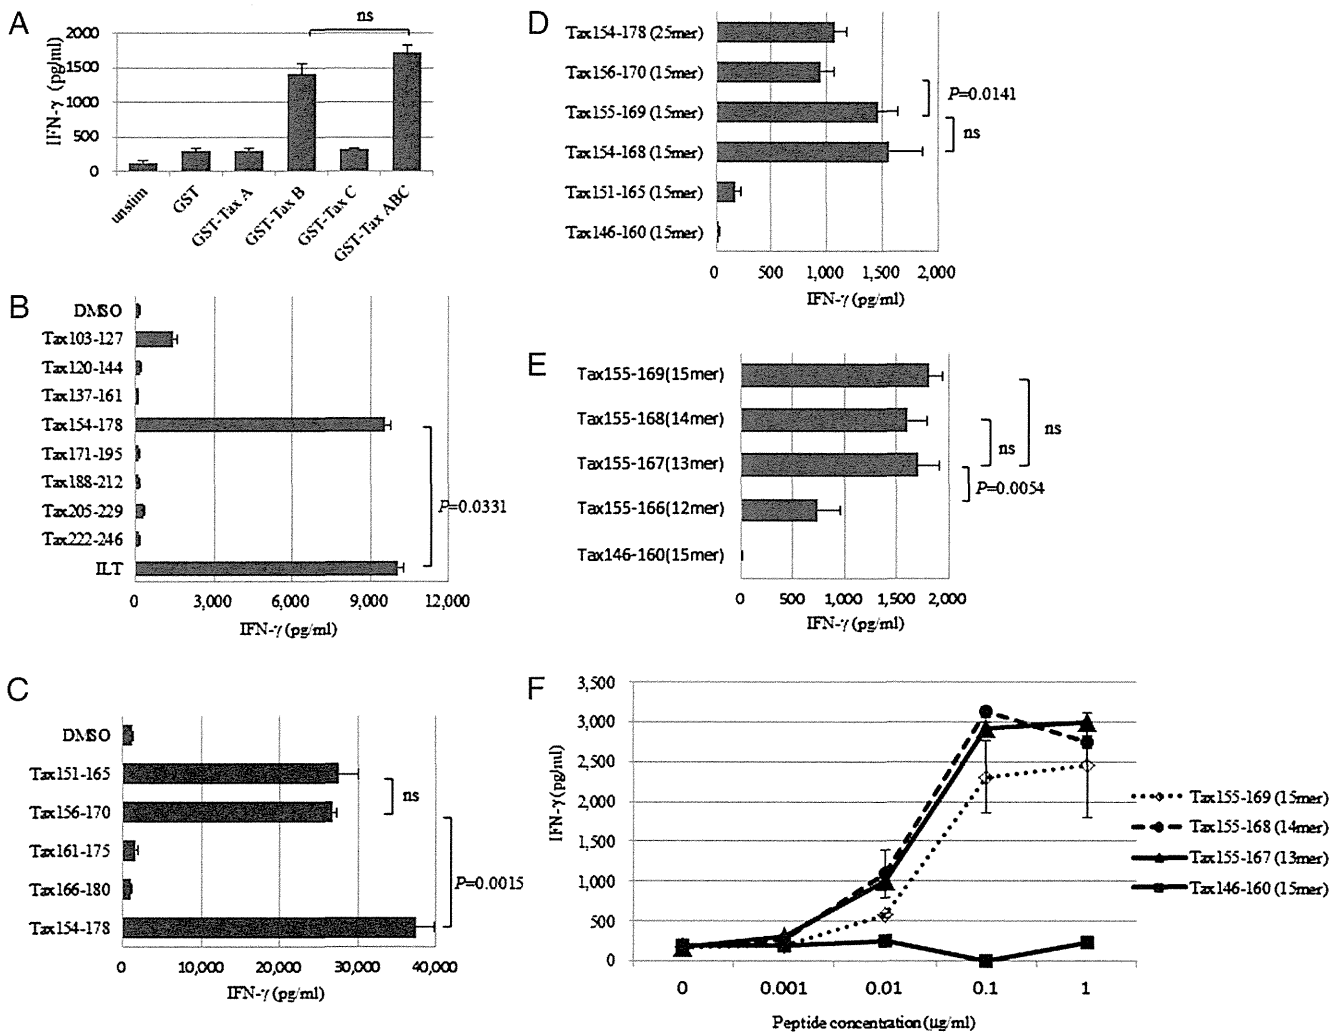 A
IFN-γ (pg/ml)
2000
1500
1000
500
0
ns
unstim
GST
GST-Tax A
GST-Tax B
GST-Tax C
GST-Tax ABC
B
DMSO
Tax103-127
Tax120-144
Tax137-161
Tax154-178
Tax171-195
Tax188-212
Tax205-229
Tax222-246
ILT
P=0.0331
0 3,000 6,000 9,000 12,000
IFN-γ (pg/ml)
C
DMSO
Tax151-165
Tax156-170
Tax161-175
Tax166-180
Tax154-178
ns
P=0.0015
0 10,000 20,000 30,000 40,000
IFN-γ (pg/ml)
D
Tax154-178 (25mer)
Tax156-170 (15mer)
Tax155-169 (15mer)
Tax154-168 (15mer)
Tax151-165 (15mer)
Tax146-160 (15mer)
P=0.0141
ns
0 500 1,000 1,500 2,000
IFN-γ (pg/ml)
E
Tax155-169(15mer)
Tax155-168(14mer)
Tax155-167(13mer)
Tax155-166(12mer)
Tax146-160(15mer)
ns
ns
P=0.0054
0 500 1,000 1,500 2,000
IFN-γ (pg/ml)
F
IFN-γ (pg/ml)
3,500
3,000
2,500
2,000
1,500
1,000
500
0
0 0.001 0.01 0.1 1
Peptide concentration (µg/ml)
Tax155-169 (15mer)
Tax155-168 (14mer)
Tax155-167 (13mer)
Tax146-160 (15mer)